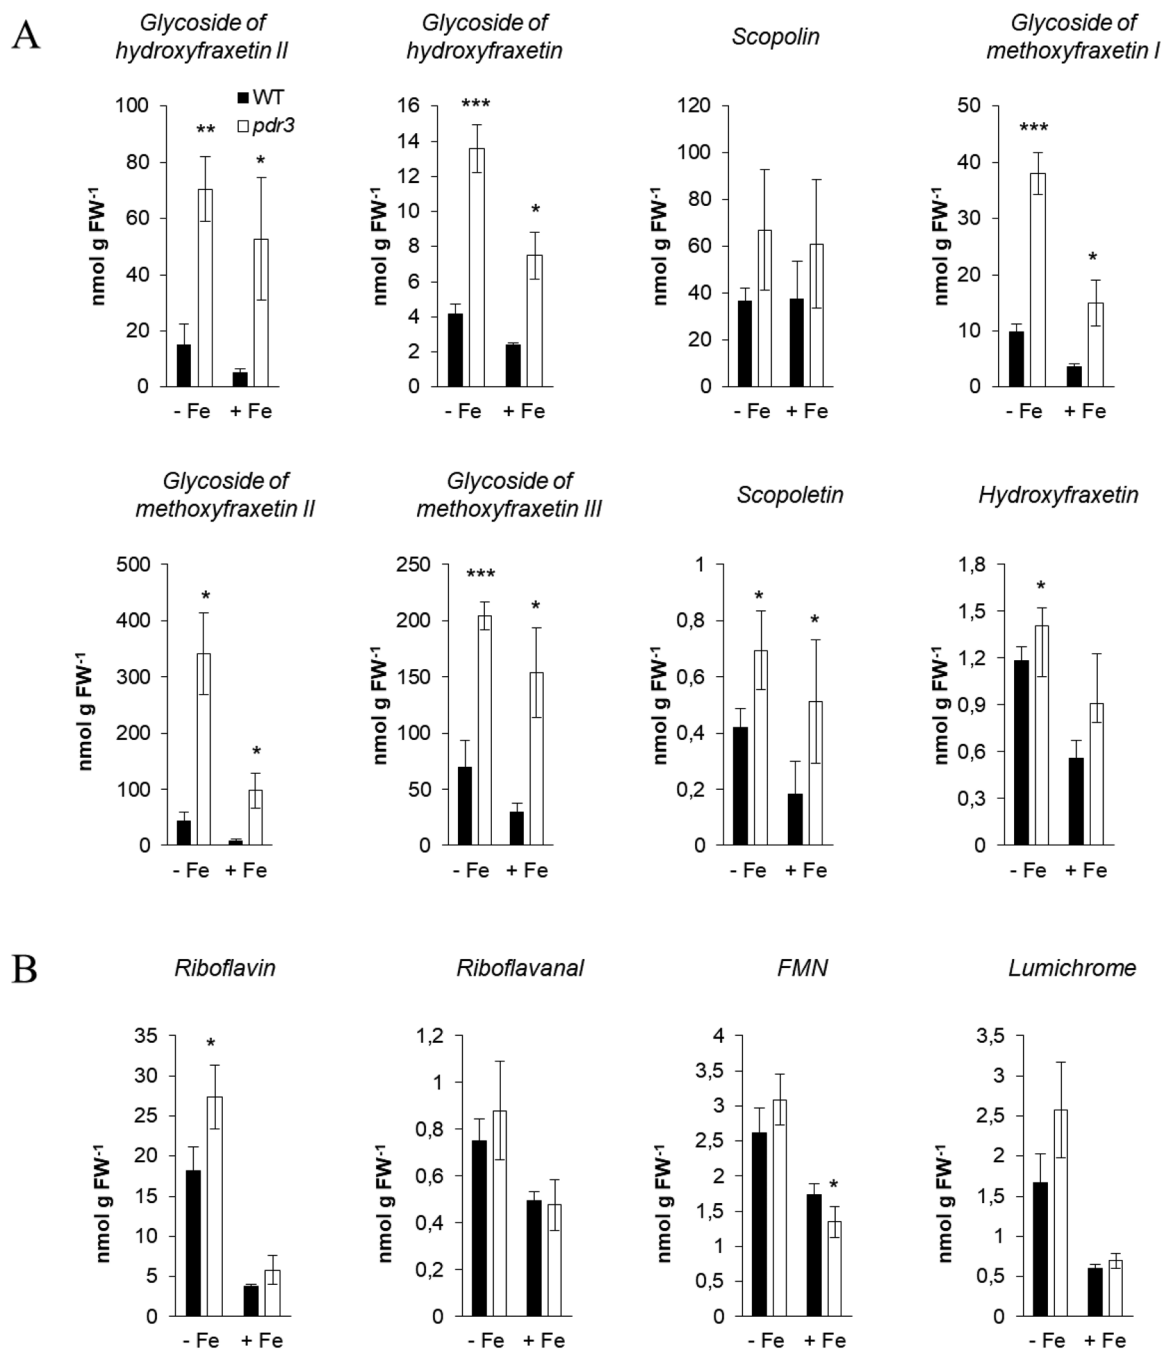 A
Glycoside of
hydroxyfraxetin II
Glycoside of
hydroxyfraxetin
Scopolin
Glycoside of
methoxyfraxetin I
WT
pdr3
nmol g FW-1
100
80
60
40
20
0
**
*
- Fe + Fe
nmol g FW-1
16
14
12
10
8
6
4
2
0
***
*
- Fe + Fe
nmol g FW-1
120
100
80
60
40
20
0
- Fe + Fe
nmol g FW-1
50
40
30
20
10
0
***
*
- Fe + Fe
Glycoside of
methoxyfraxetin II
Glycoside of
methoxyfraxetin III
Scopoletin
Hydroxyfraxetin
nmol g FW-1
500
400
300
200
100
0
*
*
- Fe + Fe
nmol g FW-1
250
200
150
100
50
0
***
*
- Fe + Fe
nmol g FW-1
1
0,8
0,6
0,4
0,2
0
*
*
- Fe + Fe
nmol g FW-1
1,8
1,5
1,2
0,9
0,6
0,3
0
*
- Fe + Fe
B
Riboflavin
Riboflavanal
FMN
Lumichrome
nmol g FW-1
35
30
25
20
15
10
5
0
*
- Fe + Fe
nmol g FW-1
1,2
1
0,8
0,6
0,4
0,2
0
- Fe + Fe
nmol g FW-1
4
3,5
3
2,5
2
1,5
1
0,5
0
*
- Fe + Fe
nmol g FW-1
3,5
3
2,5
2
1,5
1
0,5
0
- Fe + Fe